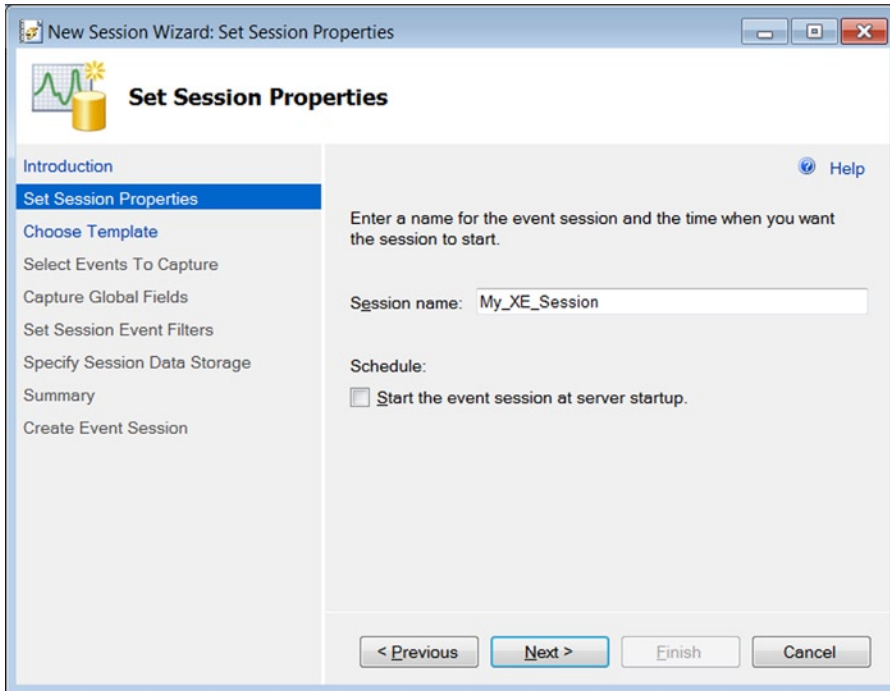 New Session Wizard: Set Session Properties
Set Session Properties
Introduction
Set Session Properties
Choose Template
Select Events To Capture
Capture Global Fields
Set Session Event Filters
Specify Session Data Storage
Summary
Create Event Session
Help
Enter a name for the event session and the time when you want
the session to start.
Session name: My_XE_Session
Schedule:
Start the event session at server startup.
< Previous
Next >
Finish
Cancel